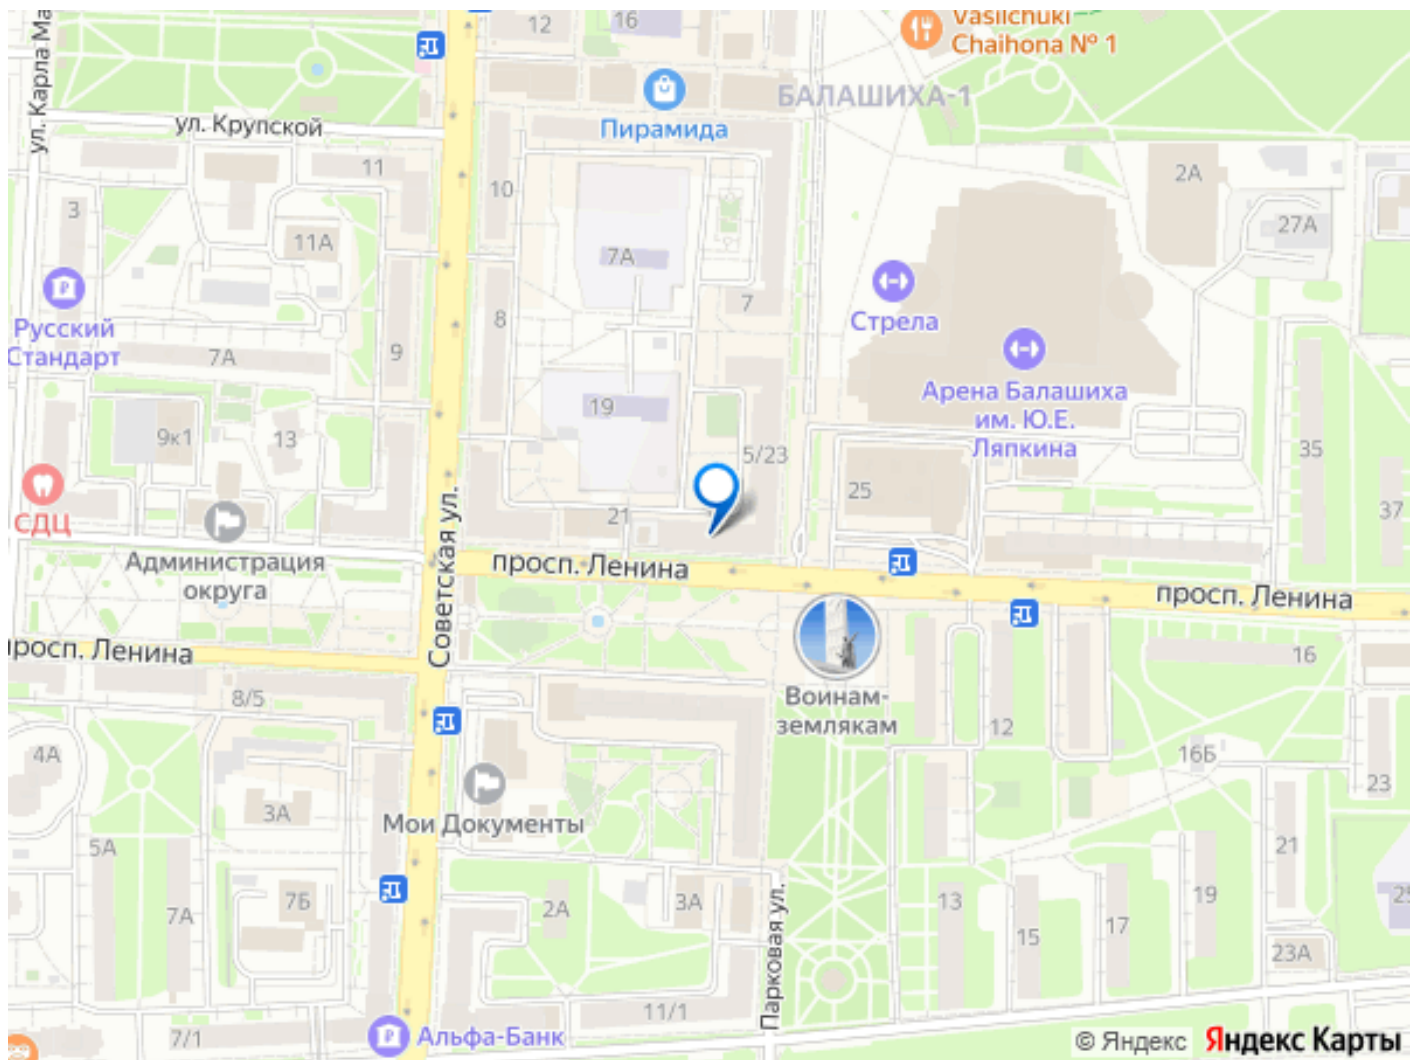 Vasilchuki
Chaihona № 1
12
16
БАЛАШИХА-1
Пирамида
ул. Карла Ма
ул. Крупской
11
10
2А
3
11А
7А
27А
Русский
Стандарт
7А
9
8
7
Стрела
Арена Балашиха
им. Ю.Е.
Ляпкина
19
9к1
13
5/23
35
СДЦ
25
37
21
Администрация
округа
Советская ул.
просп. Ленина
просп. Ленина
просп. Ленина
16
8/5
Воинам-
землякам
12
4А
16Б
23
3А
Мои Документы
5А
21
7А
7Б
2А
3А
Парковая ул.
13
15
17
19
25
23А
7/1
Альфа-Банк
11/1
© Яндекс Яндекс Карты